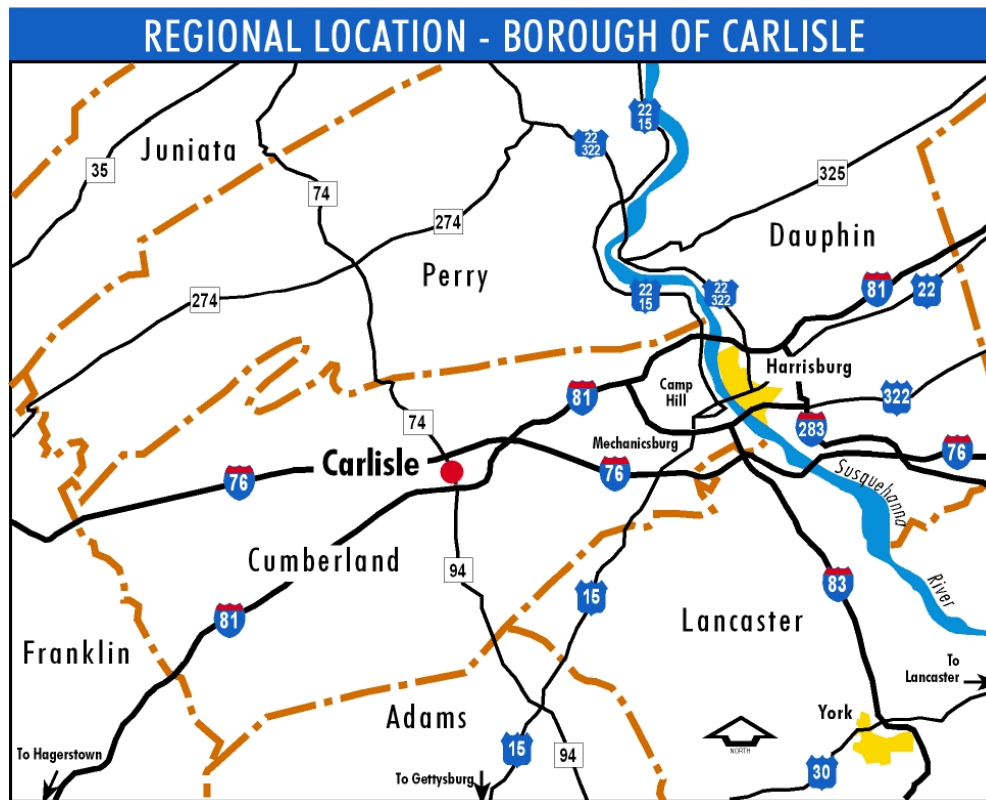 REGIONAL LOCATION - BOROUGH OF CARLISLE
22
15
22
322
Juniata
35
325
74
274
Dauphin
Perry
81
22
274
22
15
22
322
Harrisburg
Camp
Hill
81
322
74
283
Mechanicsburg
Carlisle
76
76
76
Susquehanna
River
Cumberland
94
83
15
81
Lancaster
Franklin
To
Lancaster
Adams
York
To Hagerstown
15
94
NORTH
To Gettysburg
30